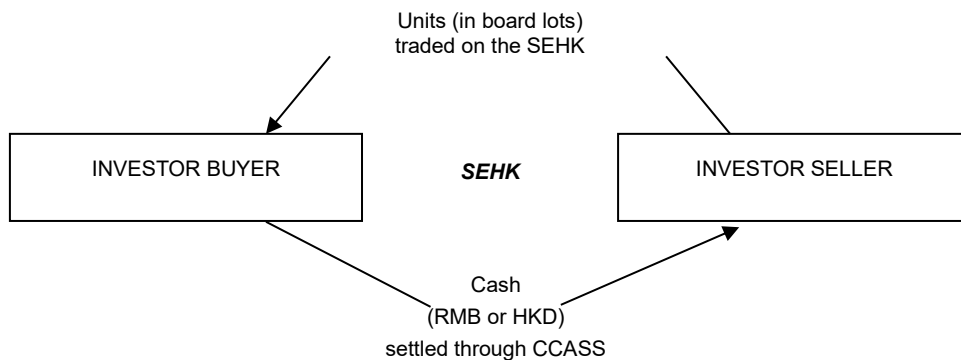 Units (in board lots)
traded on the SEHK
INVESTOR BUYER
SEHK
INVESTOR SELLER
Cash
(RMB or HKD)
settled through CCASS